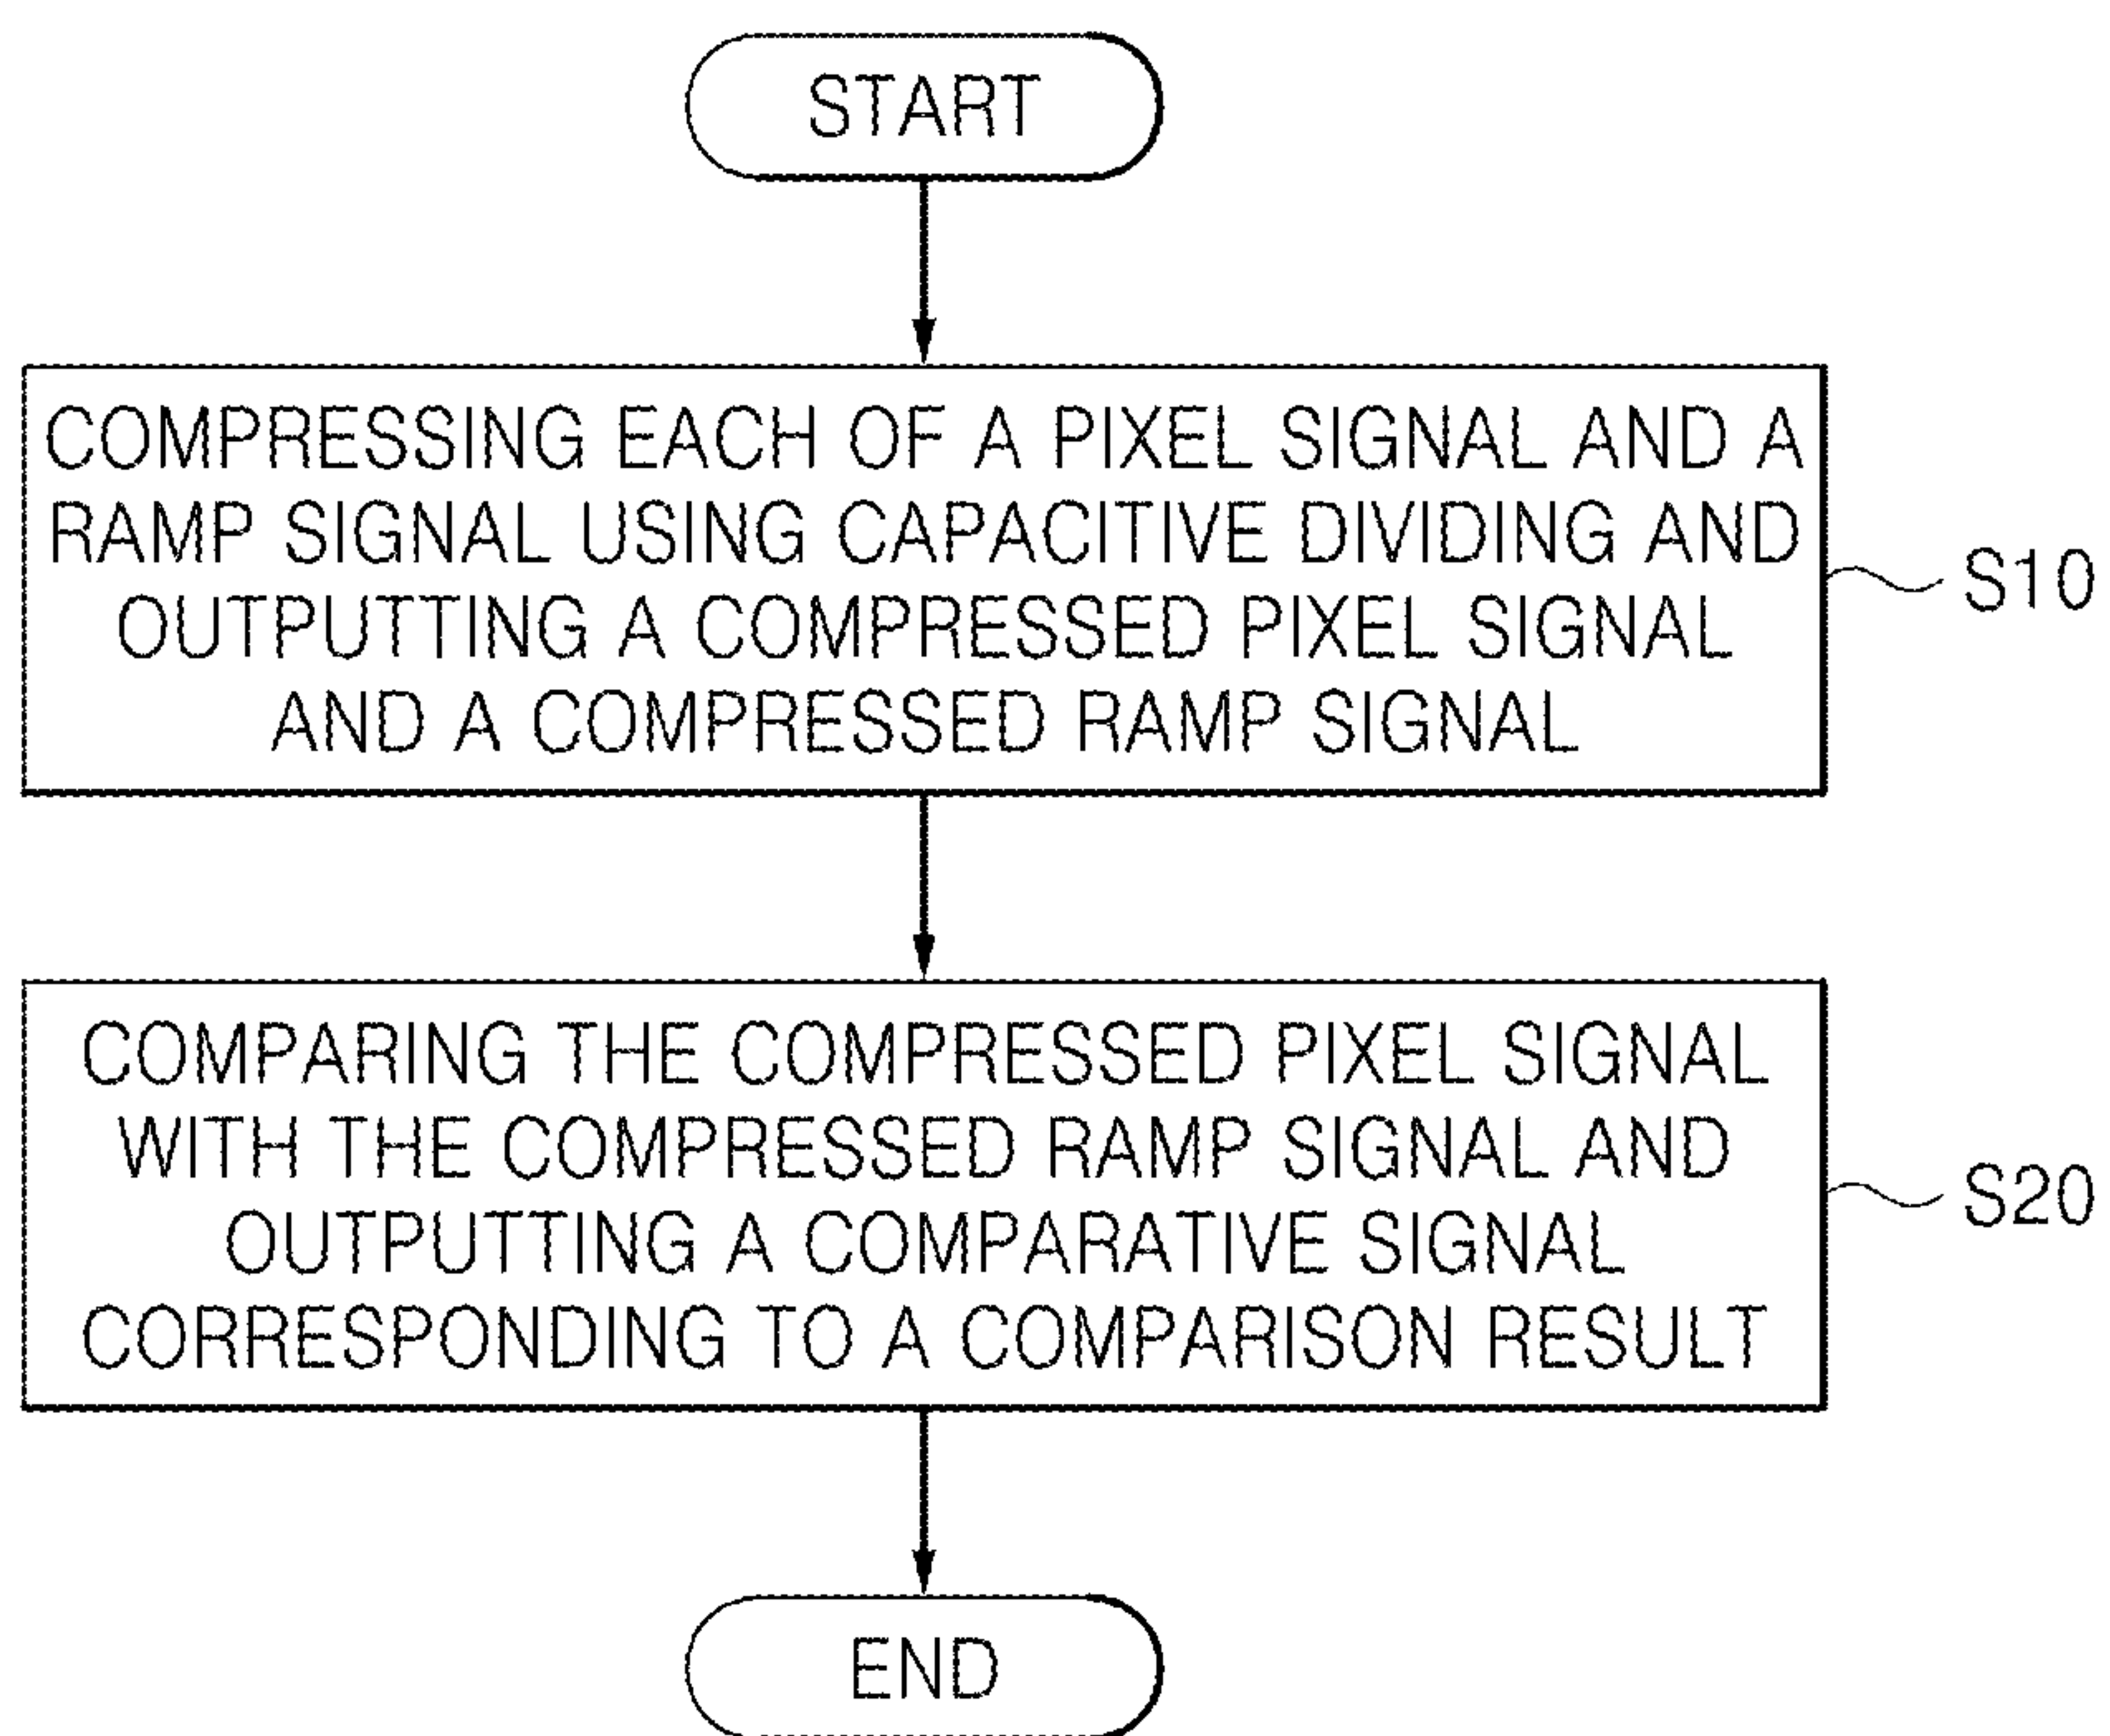 START
COMPRESSING EACH OF A PIXEL SIGNAL AND A
RAMP SIGNAL USING CAPACITIVE DIVIDING AND
OUTPUTTING A COMPRESSED PIXEL SIGNAL
AND A COMPRESSED RAMP SIGNAL
S10
COMPARING THE COMPRESSED PIXEL SIGNAL
WITH THE COMPRESSED RAMP SIGNAL AND
OUTPUTTING A COMPARATIVE SIGNAL
CORRESPONDING TO A COMPARISON RESULT
S20
END